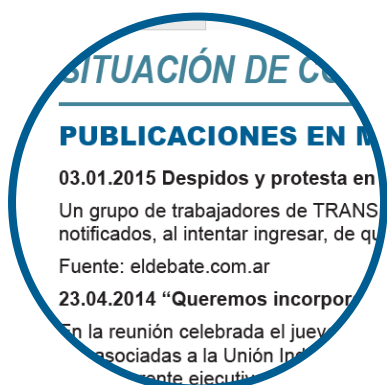 SITUACIÓN DE
PUBLICACIONES EN
03.01.2015 Despidos y protesta en
Un grupo de trabajadores de TRANS
notificados, al intentar ingresar, de
Fuente: eldebate.com.ar
23.04.2014 “Queremos incorpor
En la reunión celebrada el juev
asociadas a la Unión Ind
ejecutiv